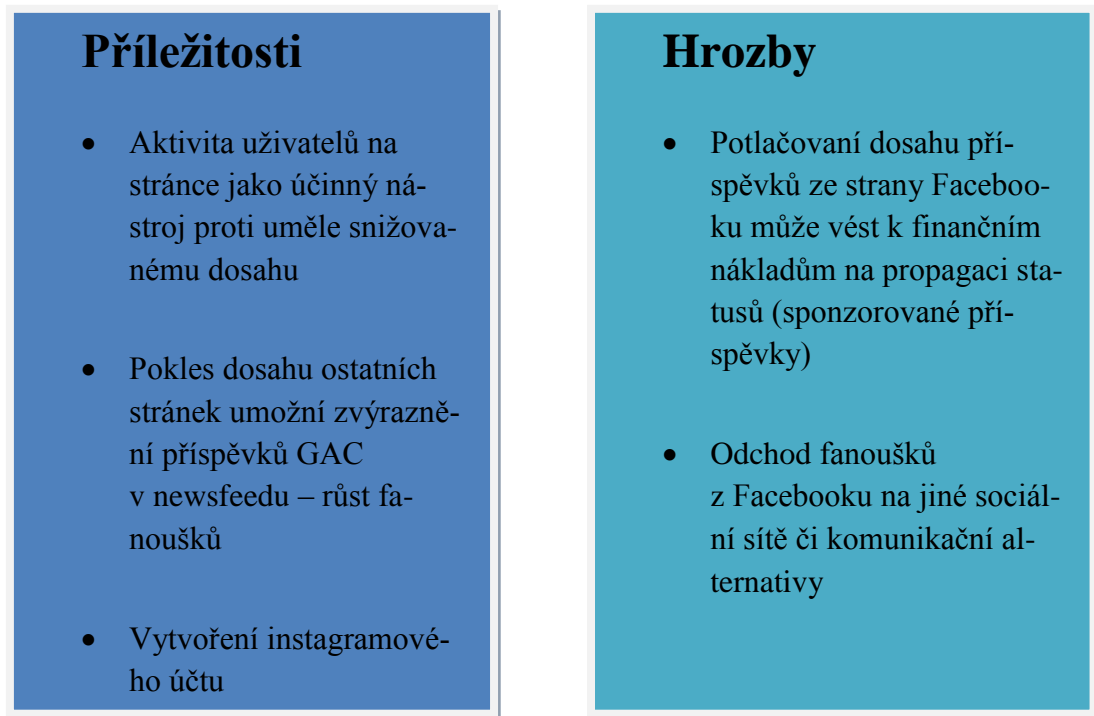 Příležitosti
• Aktivita uživatelů na
stránce jako účinný ná-
stroj proti uměle snižova-
nému dosahu
• Pokles dosahu ostatních
stránek umožní zvýrazně-
ní příspěvků GAC
v newsfeedu – růst fa-
noušků
• Vytvoření instagramové-
ho účtu
Hrozby
• Potlačovaní dosahu pří-
spěvků ze strany Faceboo-
ku může vést k finančním
nákladům na propagaci sta-
tusů (sponzorované pří-
spěvky)
• Odchod fanoušků
z Facebooku na jiné sociál-
ní sítě či komunikační al-
ternativy